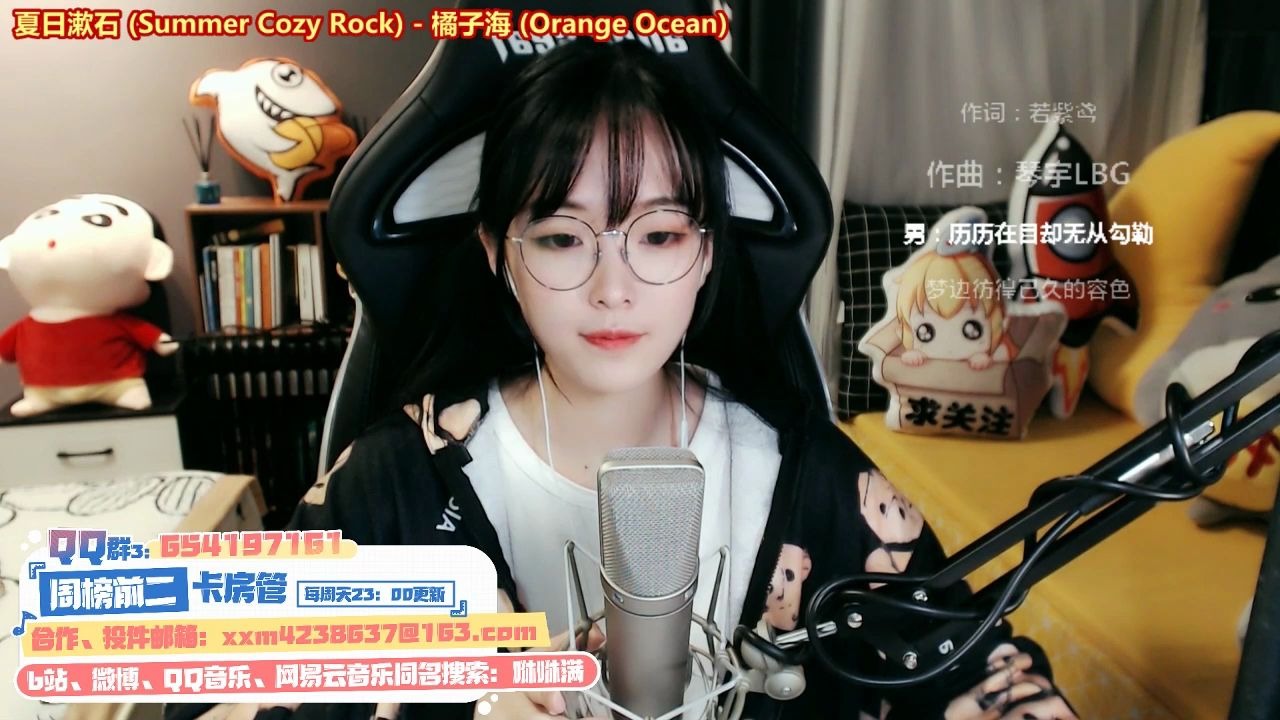 夏日漱石 (Summer Cozy Rock) - 橘子海 (Orange Ocean)
作词：若紫鸢
作曲：琴宇LBG
男：历历在目却无从勾勒
梦边彷徨已久的容色
求关注
QQ群3：654197161
周榜前二 卡房管 每周天23：00更新
合作、投件邮箱：xxm4238637@163.com
b站、微博、QQ音乐、网易云音乐同名搜索：咻咻满